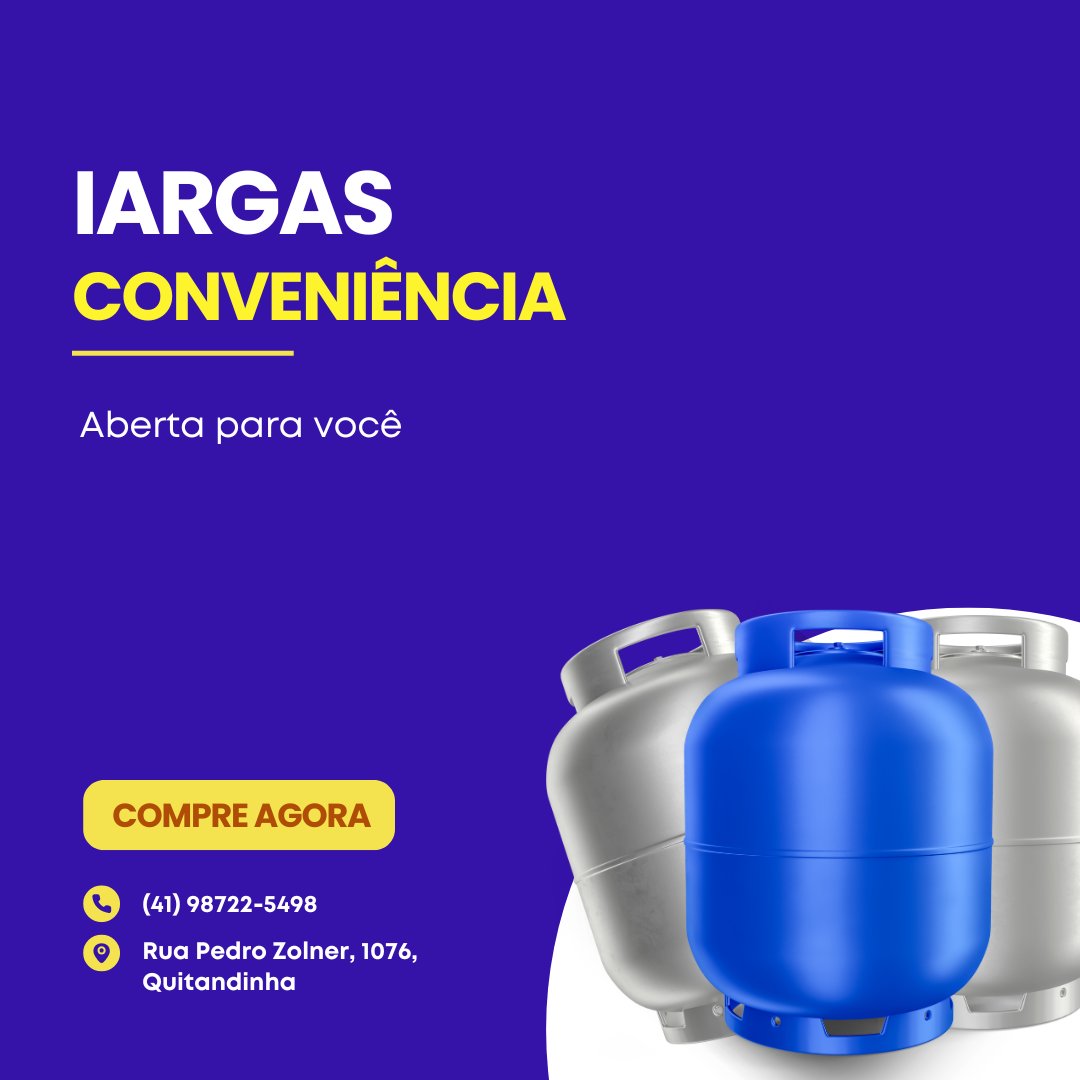 IARGAS
CONVENIÊNCIA
Aberta para você
COMPRE AGORA
(41) 98722-5498
Rua Pedro Zolner, 1076,
Quitandinha